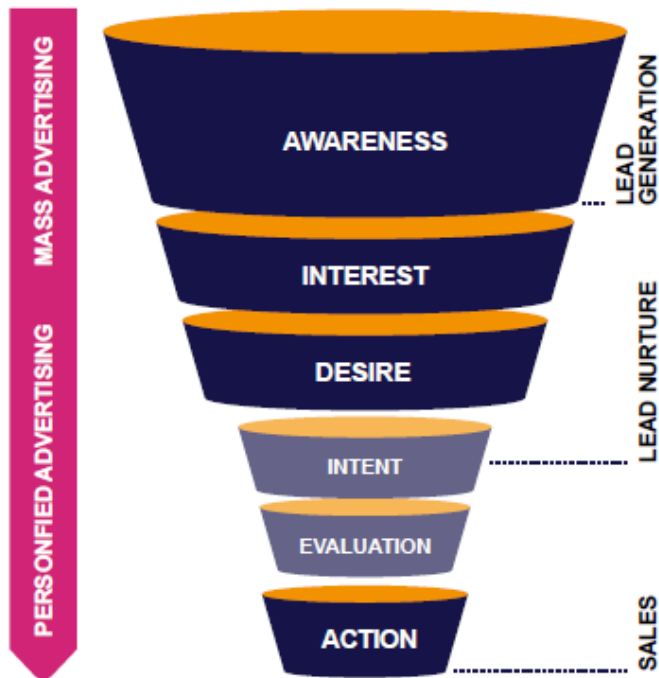 MASS ADVERTISING
PERSONFIED ADVERTISING
AWARENESS
INTEREST
DESIRE
INTENT
EVALUATION
ACTION
LEAD
GENERATION
LEAD NURTURE
SALES